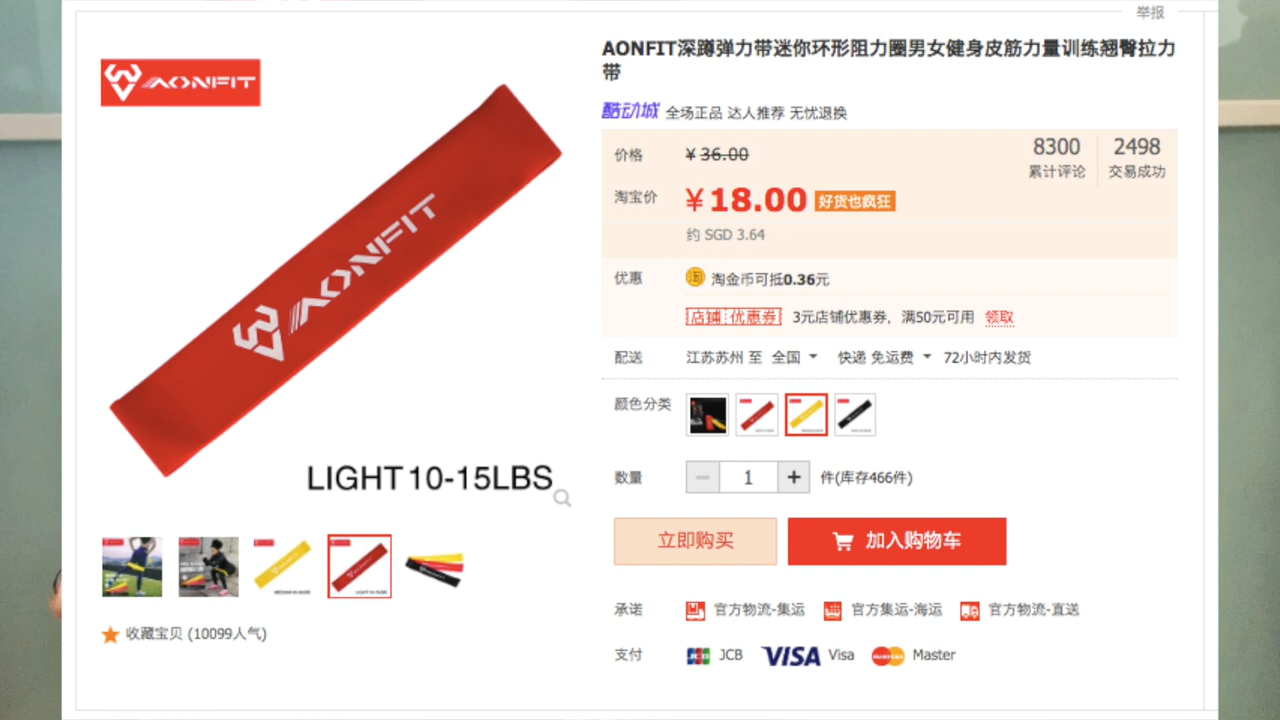 举报
AONFIT
AONFIT
LIGHT 10-15LBS
收藏宝贝 (10099人气)
AONFIT深蹲弹力带迷你环形阻力圈男女健身皮筋力量训练翘臀拉力
带
酷动城 全场正品 达人推荐 无忧退换
价格 ¥ 36.00
8300 2498
累计评论 交易成功
淘宝价 ¥ 18.00 好货也疯狂
约 SGD 3.64
优惠 淘 淘金币可抵0.36元
店铺优惠券 3元店铺优惠券，满50元可用 领取
配送 江苏苏州 至 全国 快递 免运费 72小时内发货
颜色分类
数量 1 件(库存466件)
立即购买 加入购物车
承诺 官方物流-集运 官方集运-海运 官方物流-直送
支付 JCB JCB VISA Visa MasterCard Master